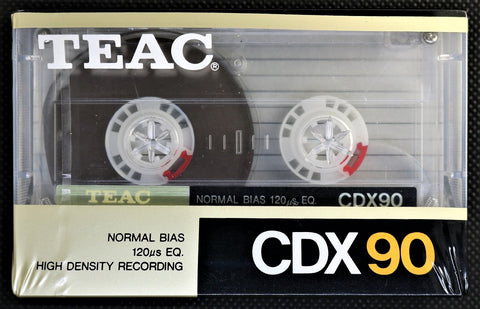 TEAC®
TEAC NORMAL BIAS 120µs EQ. CDX90
NORMAL BIAS
120µs EQ.
HIGH DENSITY RECORDING
CDX 90